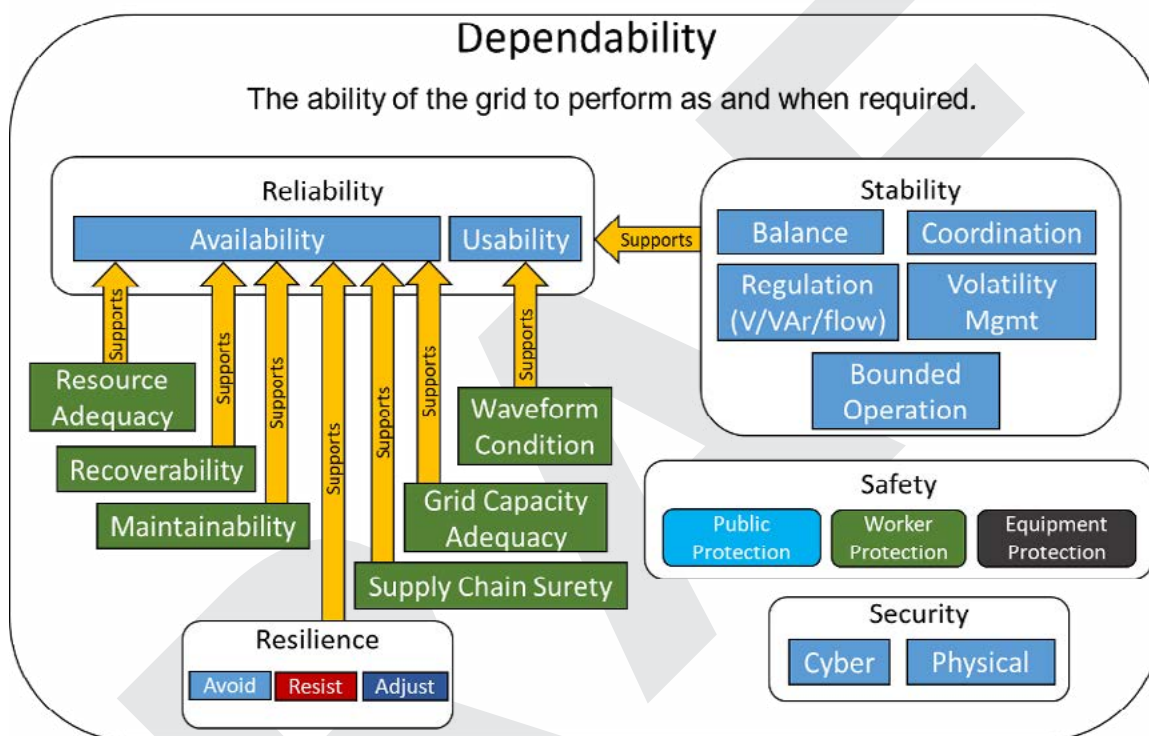 Dependability
The ability of the grid to perform as and when required.
Reliability
Availability
Usability
Supports
Stability
Balance
Coordination
Regulation
(V/VAr/flow)
Volatility
Mgmt
Bounded
Operation
Supports
Supports
Supports
Supports
Supports
Supports
Supports
Resource
Adequacy
Recoverability
Maintainability
Waveform
Condition
Grid Capacity
Adequacy
Supply Chain Surety
Resilience
Avoid
Resist
Adjust
Safety
Public
Protection
Worker
Protection
Equipment
Protection
Security
Cyber
Physical